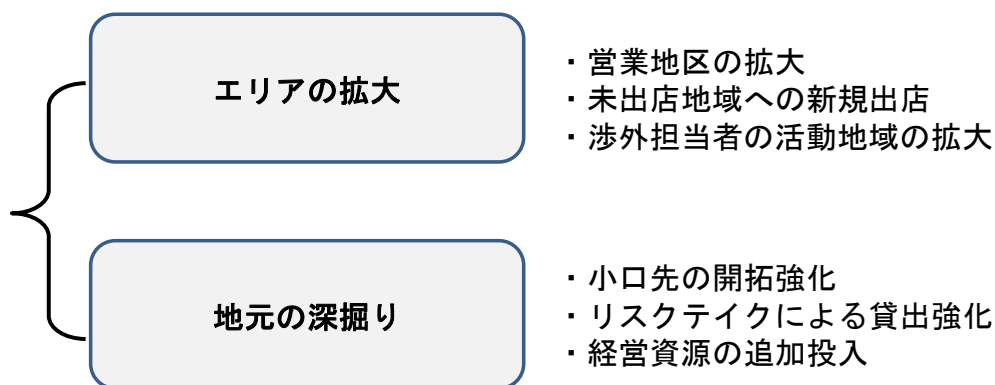 エリアの拡大
・営業地区の拡大
・未出店地域への新規出店
・渉外担当者の活動地域の拡大
地元の深掘り
・小口先の開拓強化
・リスクテイクによる貸出強化
・経営資源の追加投入